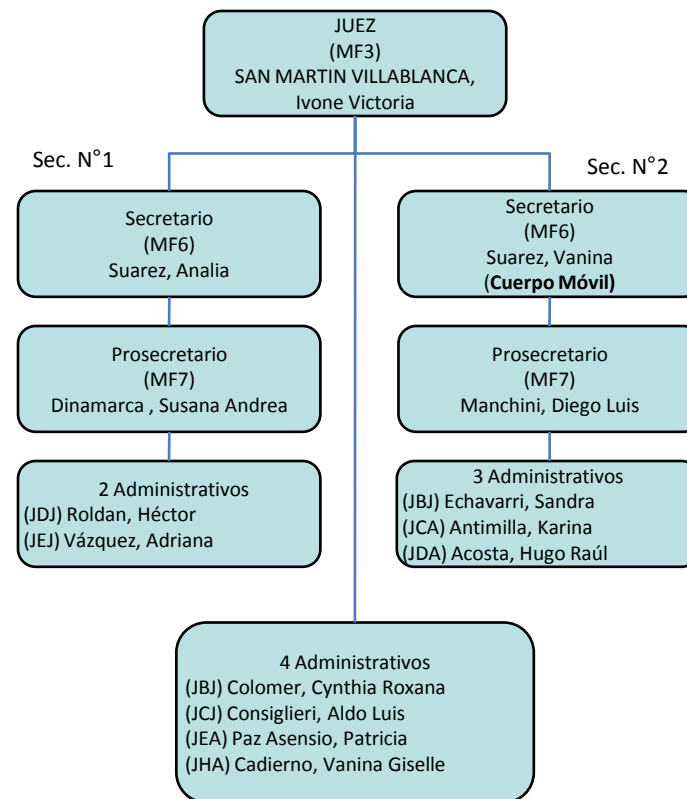 JUEZ
(MF3)
SAN MARTIN VILLABLANCA,
Ivone Victoria
Sec. N°1
Secretario
(MF6)
Suarez, Analia
Prosecretario
(MF7)
Dinamarca , Susana Andrea
2 Administrativos
(JDJ) Roldan, Héctor
(JEJ) Vázquez, Adriana
Sec. N°2
Secretario
(MF6)
Suarez, Vanina
(Cuerpo Móvil)
Prosecretario
(MF7)
Manchini, Diego Luis
3 Administrativos
(JBJ) Echavarri, Sandra
(JCA) Antimilla, Karina
(JDA) Acosta, Hugo Raúl
4 Administrativos
(JBJ) Colomer, Cynthia Roxana
(JCJ) Consiglieri, Aldo Luis
(JEA) Paz Asensio, Patricia
(JHA) Cadierno, Vanina Giselle